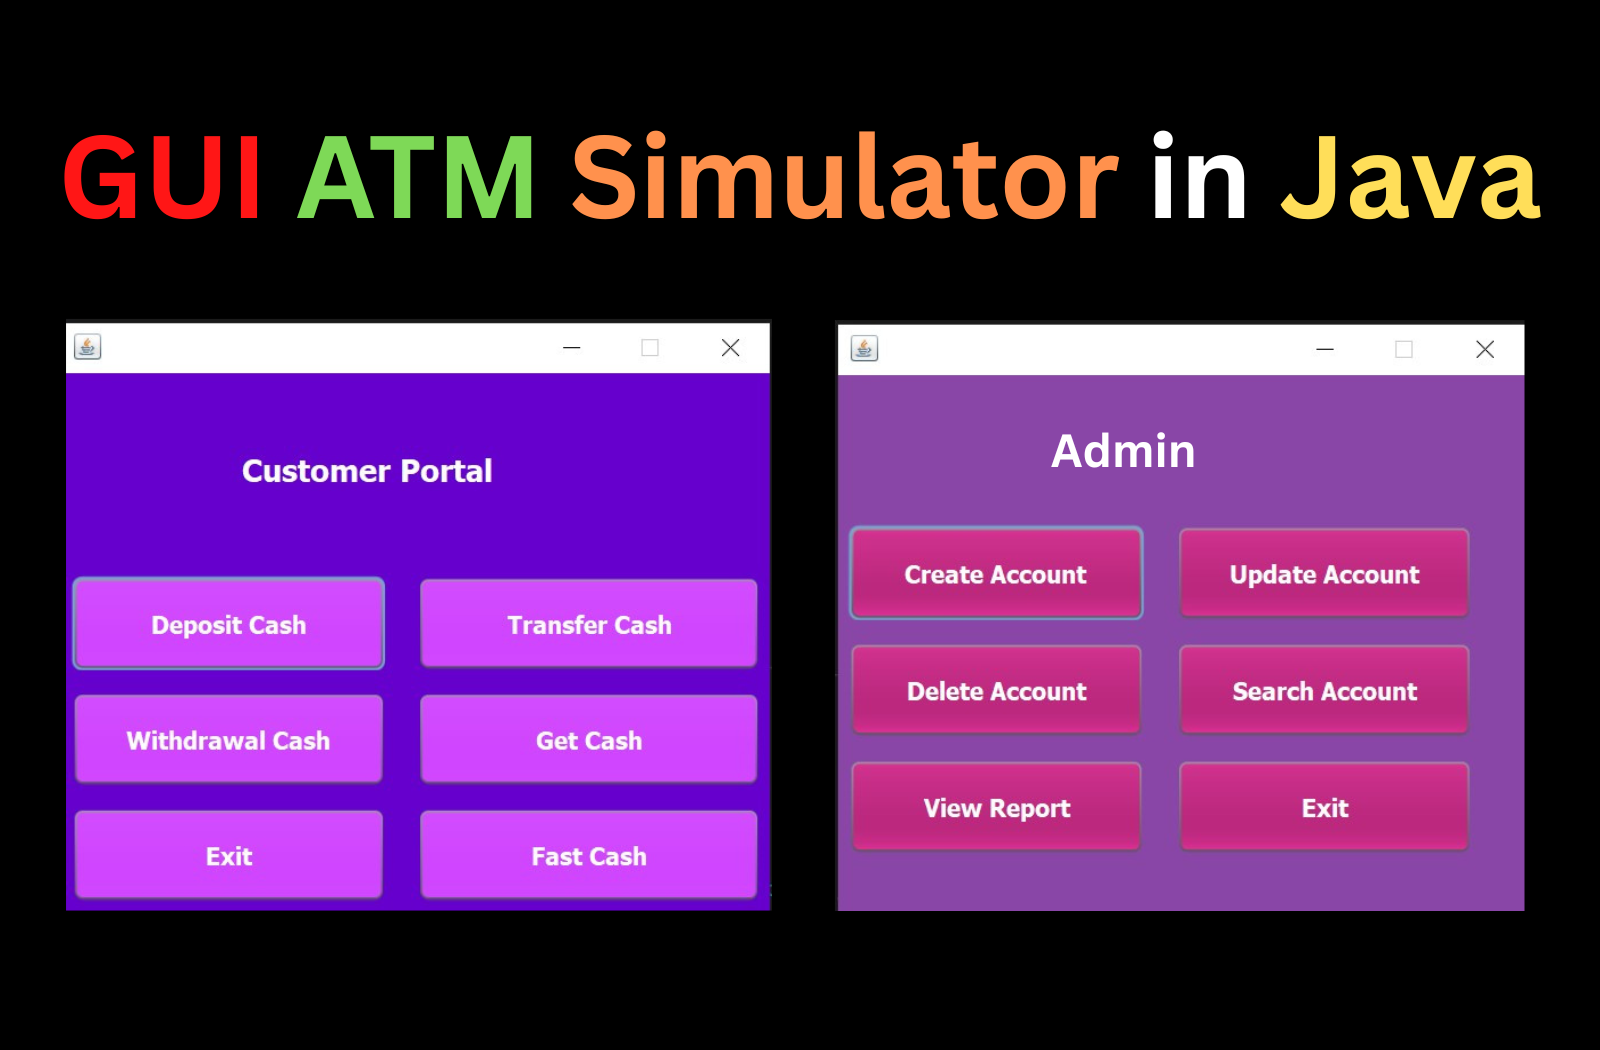 GUI ATM Simulator in Java
Customer Portal
Deposit Cash
Transfer Cash
Withdrawal Cash
Get Cash
Exit
Fast Cash
Admin
Create Account
Update Account
Delete Account
Search Account
View Report
Exit